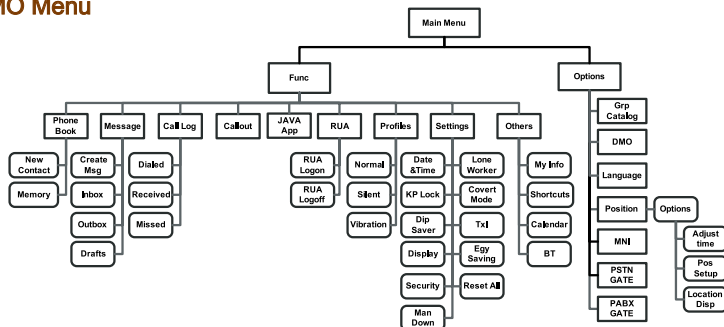 MO Menu
Main Menu
Func
Options
Phone
Book
Message
Call Log
Callout
JAVA
App
RUA
Profiles
Settings
Others
New
Contact
Memory
Create
Msg
Inbox
Outbox
Drafts
Dialed
Received
Missed
RUA
Logon
RUA
Logoff
Normal
Silent
Vibration
Date
&Time
KP Lock
Dip
Saver
Display
Security
Man
Down
Lone
Worker
Covert
Mode
TxI
Egy
Saving
Reset All
My Info
Shortcuts
Calendar
BT
Grp
Catalog
DMO
Language
Position
Options
Adjust
time
Pos
Setup
Location
Disp
MNI
PSTN
GATE
PABX
GATE